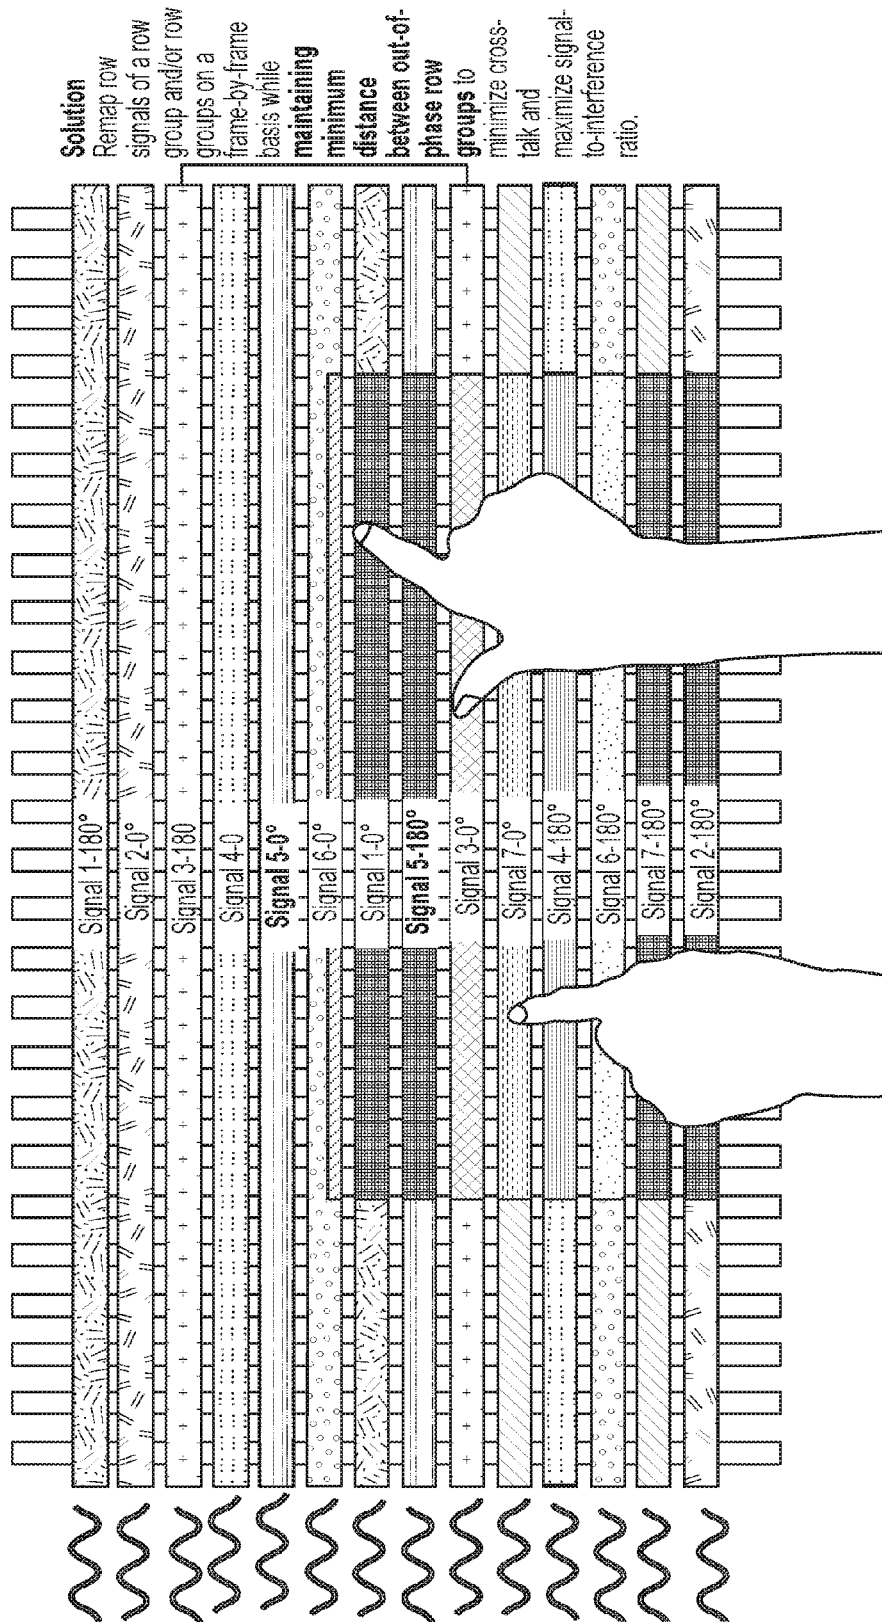 Solution
Remap row
signals of a row
group and/or row
groups on a
frame-by-frame
basis while
maintaining
minimum
distance
between out-of-
phase row
groups to
minimize cross-
talk and
maximize signal-
to-interference
ratio.
Signal 1-180°
Signal 2-0°
Signal 3-180
Signal 4-0
Signal 5-0°
Signal 6-0°
Signal 1-0°
Signal 5-180°
Signal 3-0°
Signal 7-0°
Signal 4-180°
Signal 6-180°
Signal 7-180°
Signal 2-180°